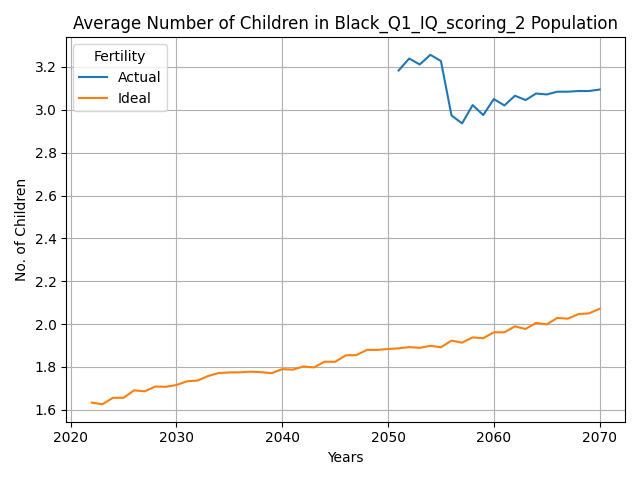 Average Number of Children in Black_Q1_IQ_scoring_2 Population
Fertility
Actual
Ideal
No. of Children
3.2
3.0
2.8
2.6
2.4
2.2
2.0
1.8
1.6
2020 2030 2040 2050 2060 2070
Years